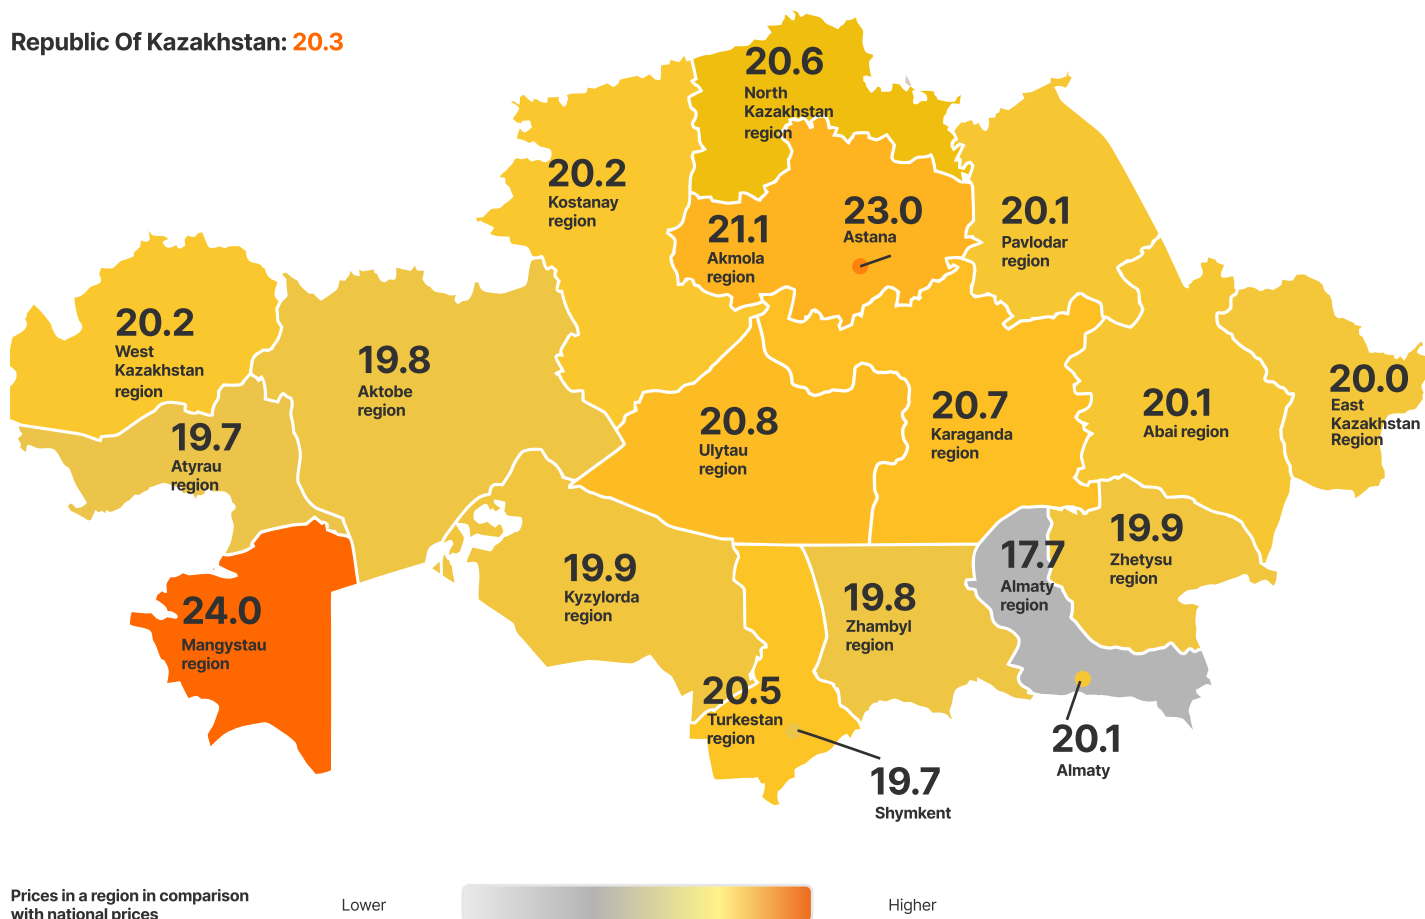 Republic Of Kazakhstan: 20.3
20.6
North
Kazakhstan
region
20.2
Kostanay
region
21.1
Akmola
region
23.0
Astana
20.1
Pavlodar
region
20.2
West
Kazakhstan
region
19.8
Aktobe
region
19.7
Atyrau
region
20.8
Ulytau
region
20.7
Karaganda
region
20.1
Abai region
20.0
East
Kazakhstan
Region
24.0
Mangystau
region
19.9
Kyzylorda
region
19.8
Zhambyl
region
17.7
Almaty
region
19.9
Zhetysu
region
20.5
Turkestan
region
19.7
Shymkent
20.1
Almaty
Prices in a region in comparison
with national prices
Lower
Higher